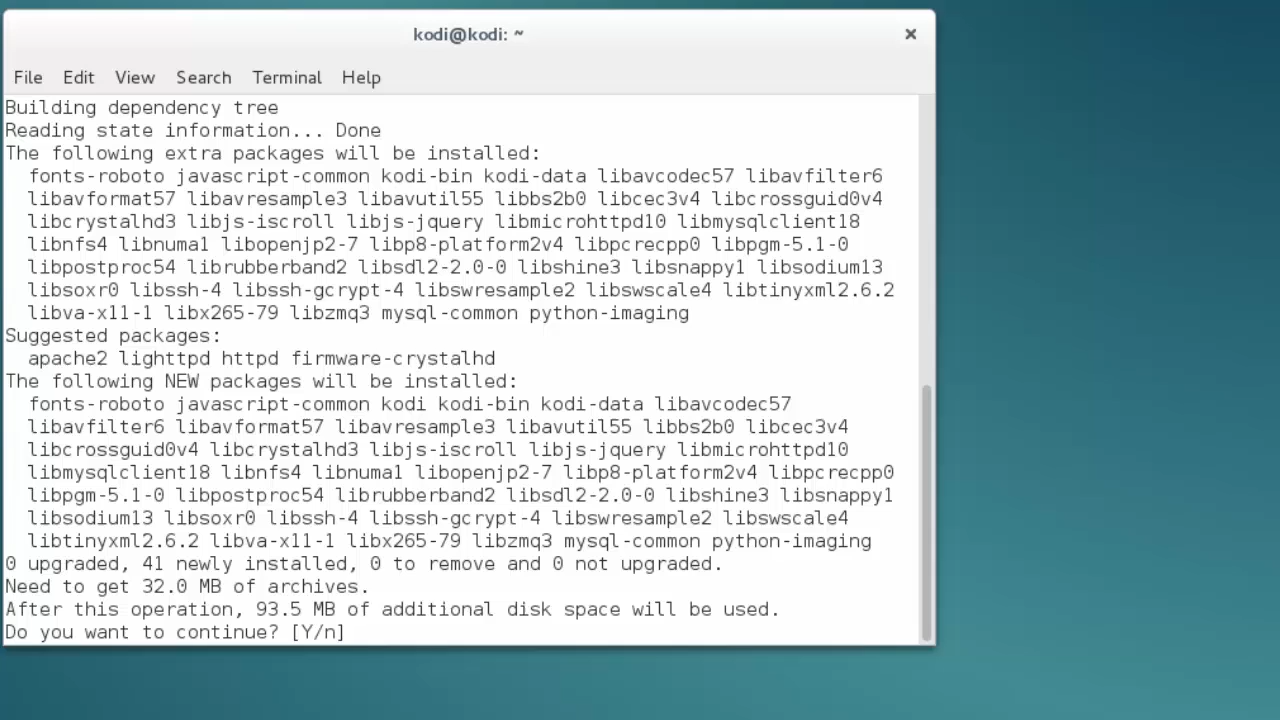 kodi@kodi: ~
File Edit View Search Terminal Help
Building dependency tree
Reading state information... Done
The following extra packages will be installed:
fonts-roboto javascript-common kodi-bin kodi-data libavcodec57 libavfilter6
libavformat57 libavresample3 libavutil55 libbs2b0 libcec3v4 libcrossguid0v4
libcrystalhd3 libjs-iscroll libjs-jquery libmicrohttpd10 libmysqlclient18
libnfs4 libnuma1 libopenjp2-7 libp8-platform2v4 libpcrecpp0 libpgm-5.1-0
libpostproc54 librubberband2 libsdl2-2.0-0 libshine3 libsnappy1 libsodium13
libsoxr0 libssh-4 libssh-gcrypt-4 libswresample2 libswscale4 libtinyxml2.6.2
libva-x11-1 libx265-79 libzmq3 mysql-common python-imaging
Suggested packages:
apache2 lighttpd httpd firmware-crystalhd
The following NEW packages will be installed:
fonts-roboto javascript-common kodi kodi-bin kodi-data libavcodec57
libavfilter6 libavformat57 libavresample3 libavutil55 libbs2b0 libcec3v4
libcrossguid0v4 libcrystalhd3 libjs-iscroll libjs-jquery libmicrohttpd10
libmysqlclient18 libnfs4 libnuma1 libopenjp2-7 libp8-platform2v4 libpcrecpp0
libpgm-5.1-0 libpostproc54 librubberband2 libsdl2-2.0-0 libshine3 libsnappy1
libsodium13 libsoxr0 libssh-4 libssh-gcrypt-4 libswresample2 libswscale4
libtinyxml2.6.2 libva-x11-1 libx265-79 libzmq3 mysql-common python-imaging
0 upgraded, 41 newly installed, 0 to remove and 0 not upgraded.
Need to get 32.0 MB of archives.
After this operation, 93.5 MB of additional disk space will be used.
Do you want to continue? [Y/n]